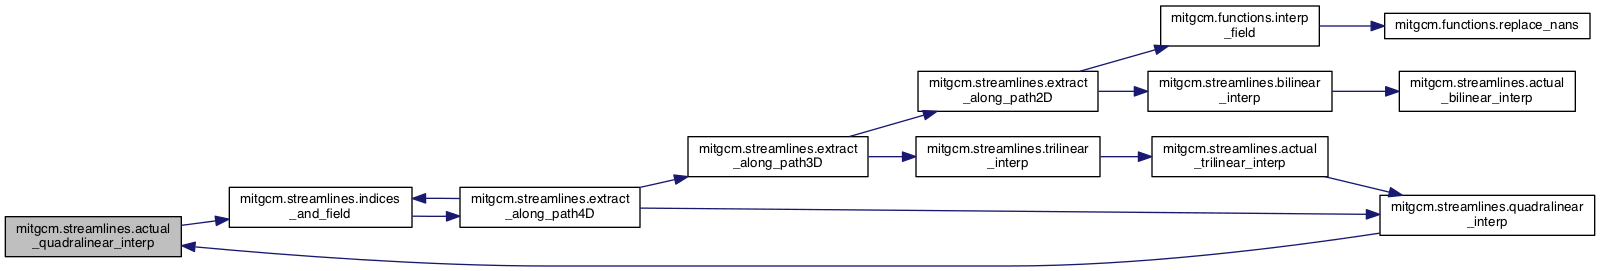 mitgcm.functions.interp
_field
mitgcm.functions.replace_nans
mitgcm.streamlines.extract
_along_path2D
mitgcm.streamlines.bilinear
_interp
mitgcm.streamlines.actual
_bilinear_interp
mitgcm.streamlines.extract
_along_path3D
mitgcm.streamlines.trilinear
_interp
mitgcm.streamlines.actual
_trilinear_interp
mitgcm.streamlines.indices
_and_field
mitgcm.streamlines.extract
_along_path4D
mitgcm.streamlines.quadralinear
_interp
mitgcm.streamlines.actual
_quadralinear_interp